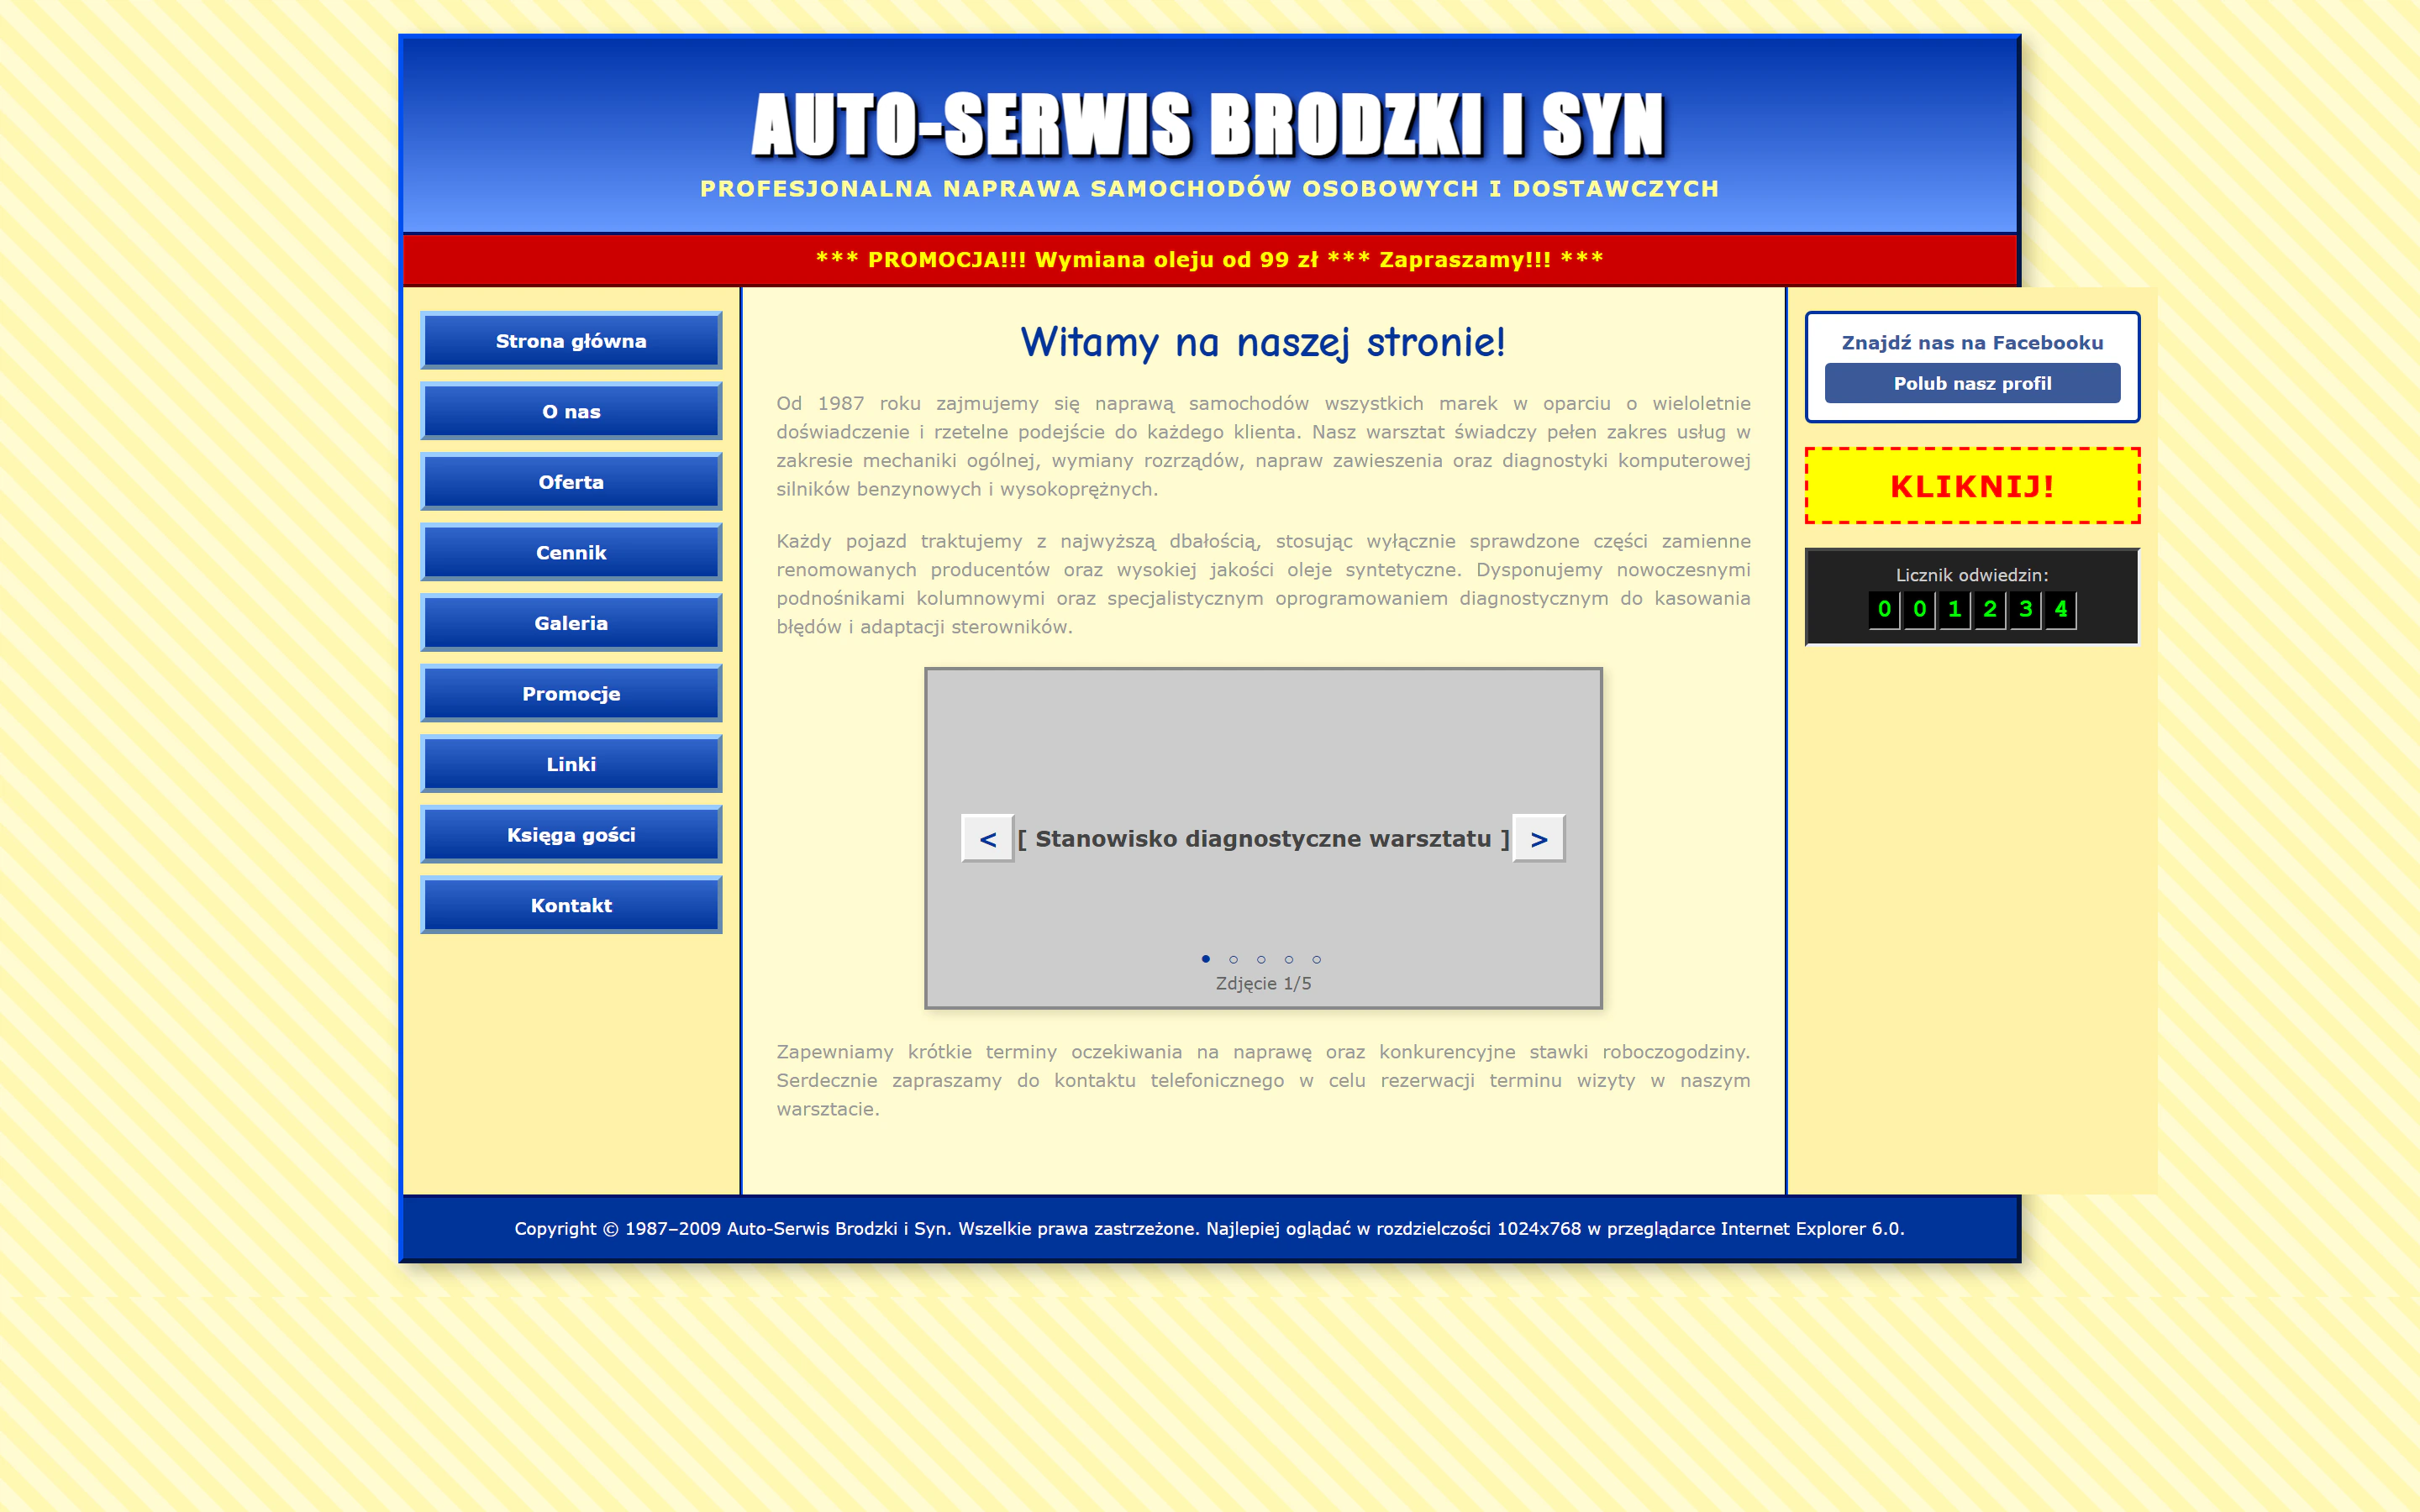 AUTO-SERWIS BRODZKI I SYN
PROFESJONALNA NAPRAWA SAMOCHODÓW OSOBOWYCH I DOSTAWCZYCH
*** PROMOCJA!!! Wymiana oleju od 99 zł *** Zapraszamy!!! ***
Strona główna
O nas
Oferta
Cennik
Galeria
Promocje
Linki
Księga gości
Kontakt
Witamy na naszej stronie!
Od 1987 roku zajmujemy się naprawą samochodów wszystkich marek w oparciu o wieloletnie
doświadczenie i rzetelne podejście do każdego klienta. Nasz warsztat świadczy pełen zakres usług w
zakresie mechaniki ogólnej, wymiany rozrządów, napraw zawieszenia oraz diagnostyki komputerowej
silników benzynowych i wysokoprężnych.
Każdy pojazd traktujemy z najwyższą dbałością, stosując wyłącznie sprawdzone części zamienne
renomowanych producentów oraz wysokiej jakości oleje syntetyczne. Dysponujemy nowoczesnymi
podnośnikami kolumnowymi oraz specjalistycznym oprogramowaniem diagnostycznym do kasowania
błędów i adaptacji sterowników.
< [ Stanowisko diagnostyczne warsztatu ] >
Zdjęcie 1/5
Zapewniamy krótkie terminy oczekiwania na naprawę oraz konkurencyjne stawki roboczogodziny.
Serdecznie zapraszamy do kontaktu telefonicznego w celu rezerwacji terminu wizyty w naszym
warsztacie.
Znajdź nas na Facebooku
Polub nasz profil
KLIKNIJ!
Licznik odwiedzin:
0 0 1 2 3 4
Copyright © 1987–2009 Auto-Serwis Brodzki i Syn. Wszelkie prawa zastrzeżone. Najlepiej oglądać w rozdzielczości 1024x768 w przeglądarce Internet Explorer 6.0.